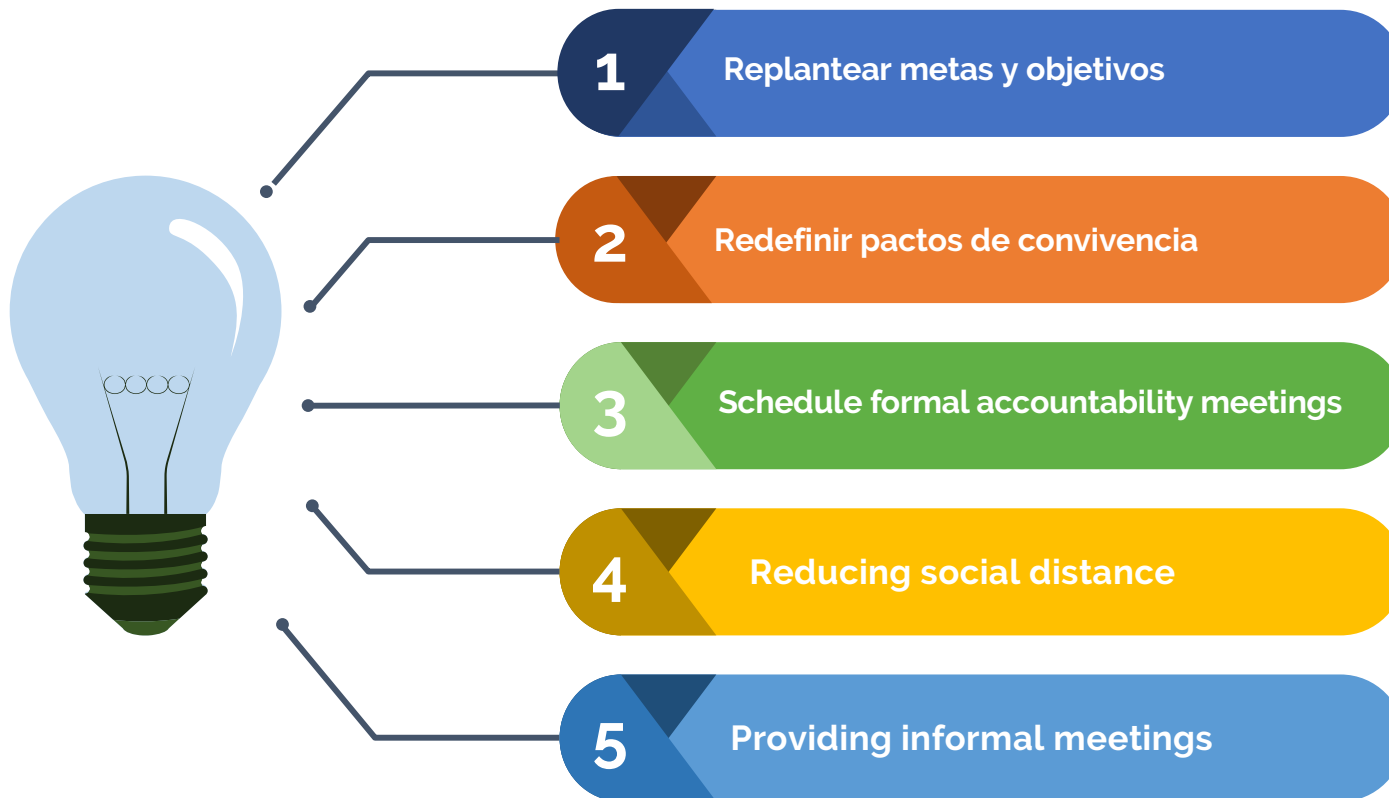 1 Replantear metas y objetivos
2 Redefinir pactos de convivencia
3 Schedule formal accountability meetings
4 Reducing social distance
5 Providing informal meetings